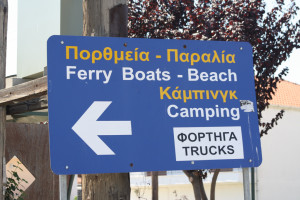 Πορθμεία - Παραλία
Ferry Boats - Beach
Κάμπινγκ
Camping
ΦΟΡΤΗΓΑ
TRUCKS